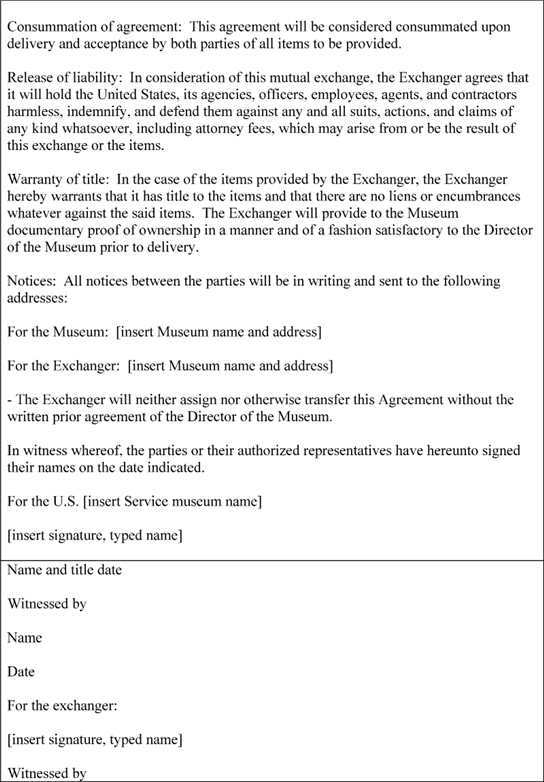 Consummation of agreement:  This agreement will be considered consummated upon
delivery and acceptance by both parties of all items to be provided.
Release of liability:  In consideration of this mutual exchange, the Exchanger agrees that
it will hold the United States, its agencies, officers, employees, agents, and contractors
harmless, indemnify, and defend them against any and all suits, actions, and claims of
any kind whatsoever, including attorney fees, which may arise from or be the result of
this exchange or the items.
Warranty of title:  In the case of the items provided by the Exchanger, the Exchanger
hereby warrants that it has title to the items and that there are no liens or encumbrances
whatever against the said items.  The Exchanger will provide to the Museum
documentary proof of ownership in a manner and of a fashion satisfactory to the Director
of the Museum prior to delivery.
Notices:  All notices between the parties will be in writing and sent to the following
addresses:
For the Museum:  [insert Museum name and address]
For the Exchanger:  [insert Museum name and address]
- The Exchanger will neither assign nor otherwise transfer this Agreement without the
written prior agreement of the Director of the Museum.
In witness whereof, the parties or their authorized representatives have hereunto signed
their names on the date indicated.
For the U.S. [insert Service museum name]
[insert signature, typed name]
Name and title date
Witnessed by
Name
Date
For the exchanger:
[insert signature, typed name]
Witnessed by